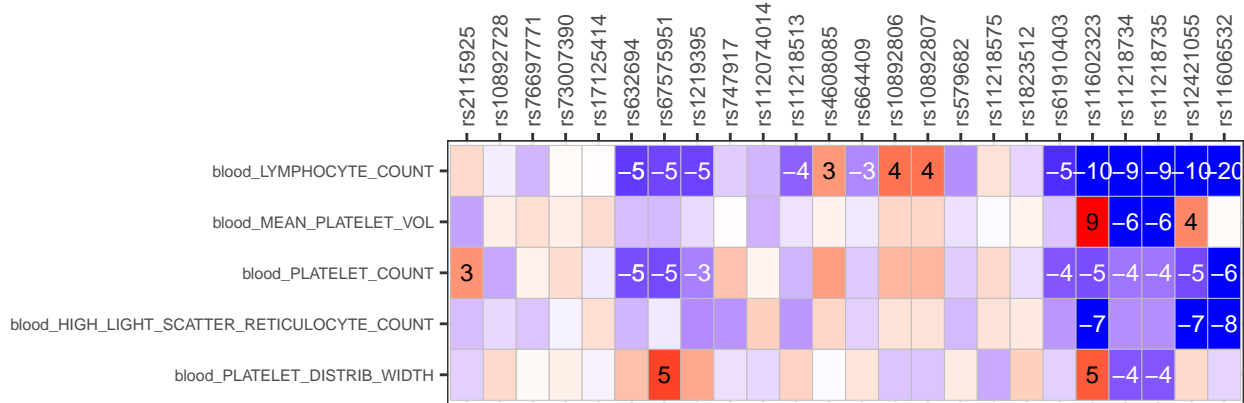 rs2115925 rs10892728 rs76697771 rs73007390 rs17125414 rs632694 rs67575951 rs1219395 rs747917 rs112074014 rs11218513 rs4608085 rs664409 rs10892806 rs10892807 rs579682 rs11218575 rs1823512 rs61910403 rs11602323 rs11218734 rs11218735 rs12421055 rs11606532
blood_LYMPHOCYTE_COUNT −5 −5 −5 −4 3 −3 4 4 −5 −10 −9 −9 −10 −20
blood_MEAN_PLATELET_VOL 9 −6 −6 4
blood_PLATELET_COUNT 3 −5 −5 −3 −4 −5 −4 −4 −5 −6
blood_HIGH_LIGHT_SCATTER_RETICULOCYTE_COUNT −7 −7 −8
blood_PLATELET_DISTRIB_WIDTH 5 5 −4 −4